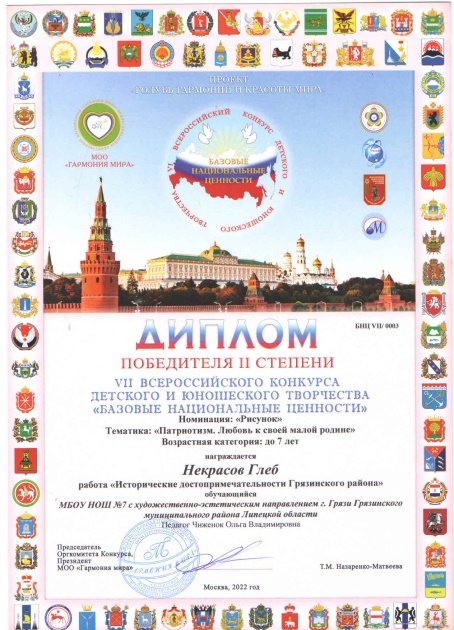 ПРОЕКТ
«ГОЛУБЬ ГАРМОНИИ И КРАСОТЫ МИРА»
VI ВСЕРОССИЙСКИЙ КОНКУРС ДЕТСКОГО И ЮНОШЕСКОГО ТВОРЧЕСТВА
БАЗОВЫЕ
НАЦИОНАЛЬНЫЕ
ЦЕННОСТИ
МОО
«ГАРМОНИЯ МИРА»
ДИПЛОМ
БНЦ VII/ 0003
ПОБЕДИТЕЛЯ II СТЕПЕНИ
VII ВСЕРОССИЙСКОГО КОНКУРСА
ДЕТСКОГО И ЮНОШЕСКОГО ТВОРЧЕСТВА
«БАЗОВЫЕ НАЦИОНАЛЬНЫЕ ЦЕННОСТИ»
Номинация: «Рисунок»
Тематика: «Патриотизм. Любовь к своей малой родине»
Возрастная категория: до 7 лет
награждается
Некрасов Глеб
работа «Исторические достопримечательности Грязинского района»
обучающийся
МБОУ НОШ №7 с художественно-эстетическим направлением г. Грязи Грязинского
муниципального района Липецкой области
Педагог Чиженок Ольга Владимировна
Председатель
Оргкомитета Конкурса,
Президент
МОО «Гармония мира»
Т.М. Назаренко-Матвеева
Москва, 2022 год